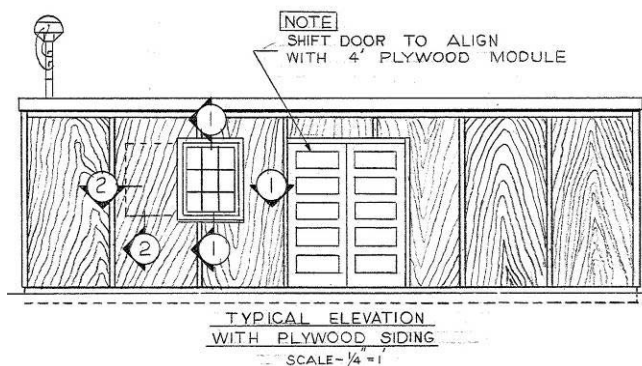 NOTE
SHIFT DOOR TO ALIGN
WITH 4' PLYWOOD MODULE
1
2
1
2
1
TYPICAL ELEVATION
WITH PLYWOOD SIDING
SCALE~1/4"=1'